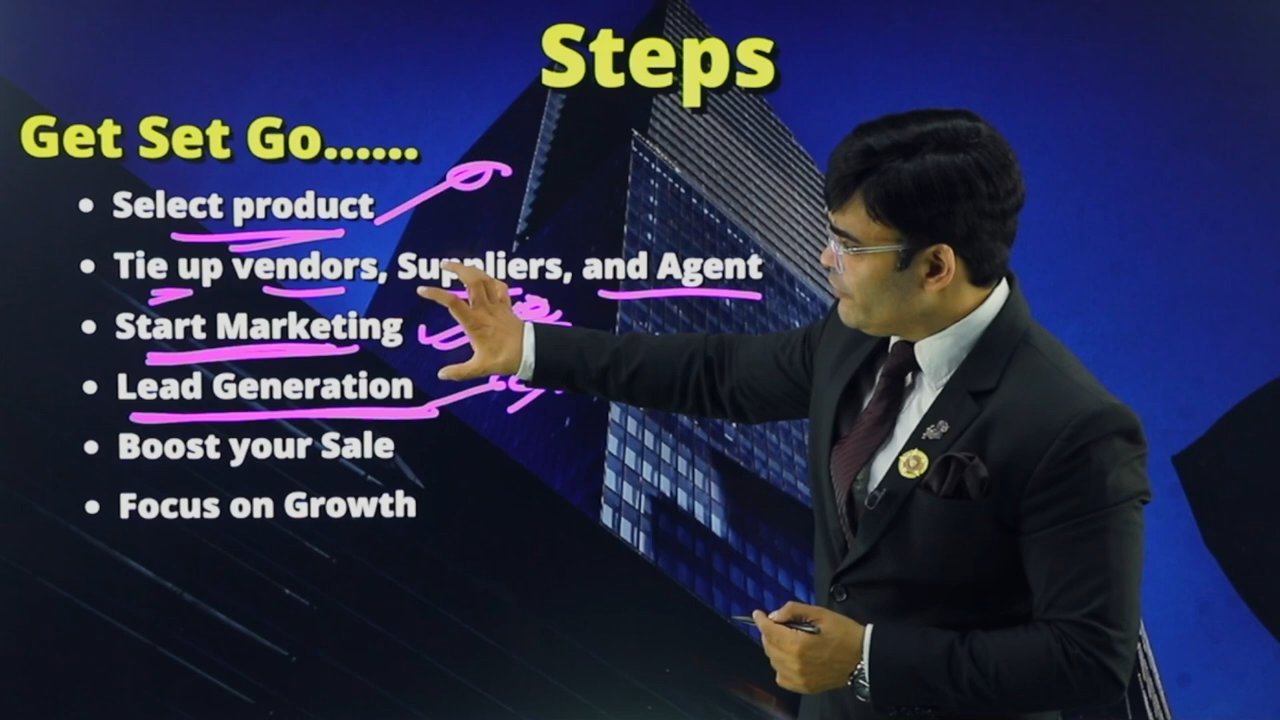 Steps
Get Set Go......
• Select product
• Tie up vendors, Suppliers, and Agent
• Start Marketing
• Lead Generation
• Boost your Sale
• Focus on Growth